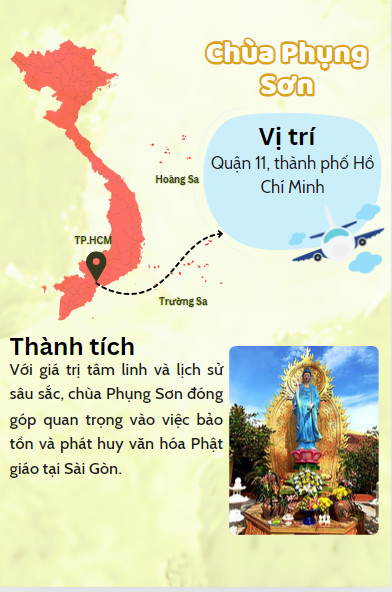 Chùa Phụng
Sơn
Vị trí
Quận 11, thành phố Hồ
Chí Minh
Hoàng Sa
TP.HCM
Trường Sa
Thành tích
Với giá trị tâm linh và lịch sử
sâu sắc, chùa Phụng Sơn đóng
góp quan trọng vào việc bảo
tồn và phát huy văn hóa Phật
giáo tại Sài Gòn.